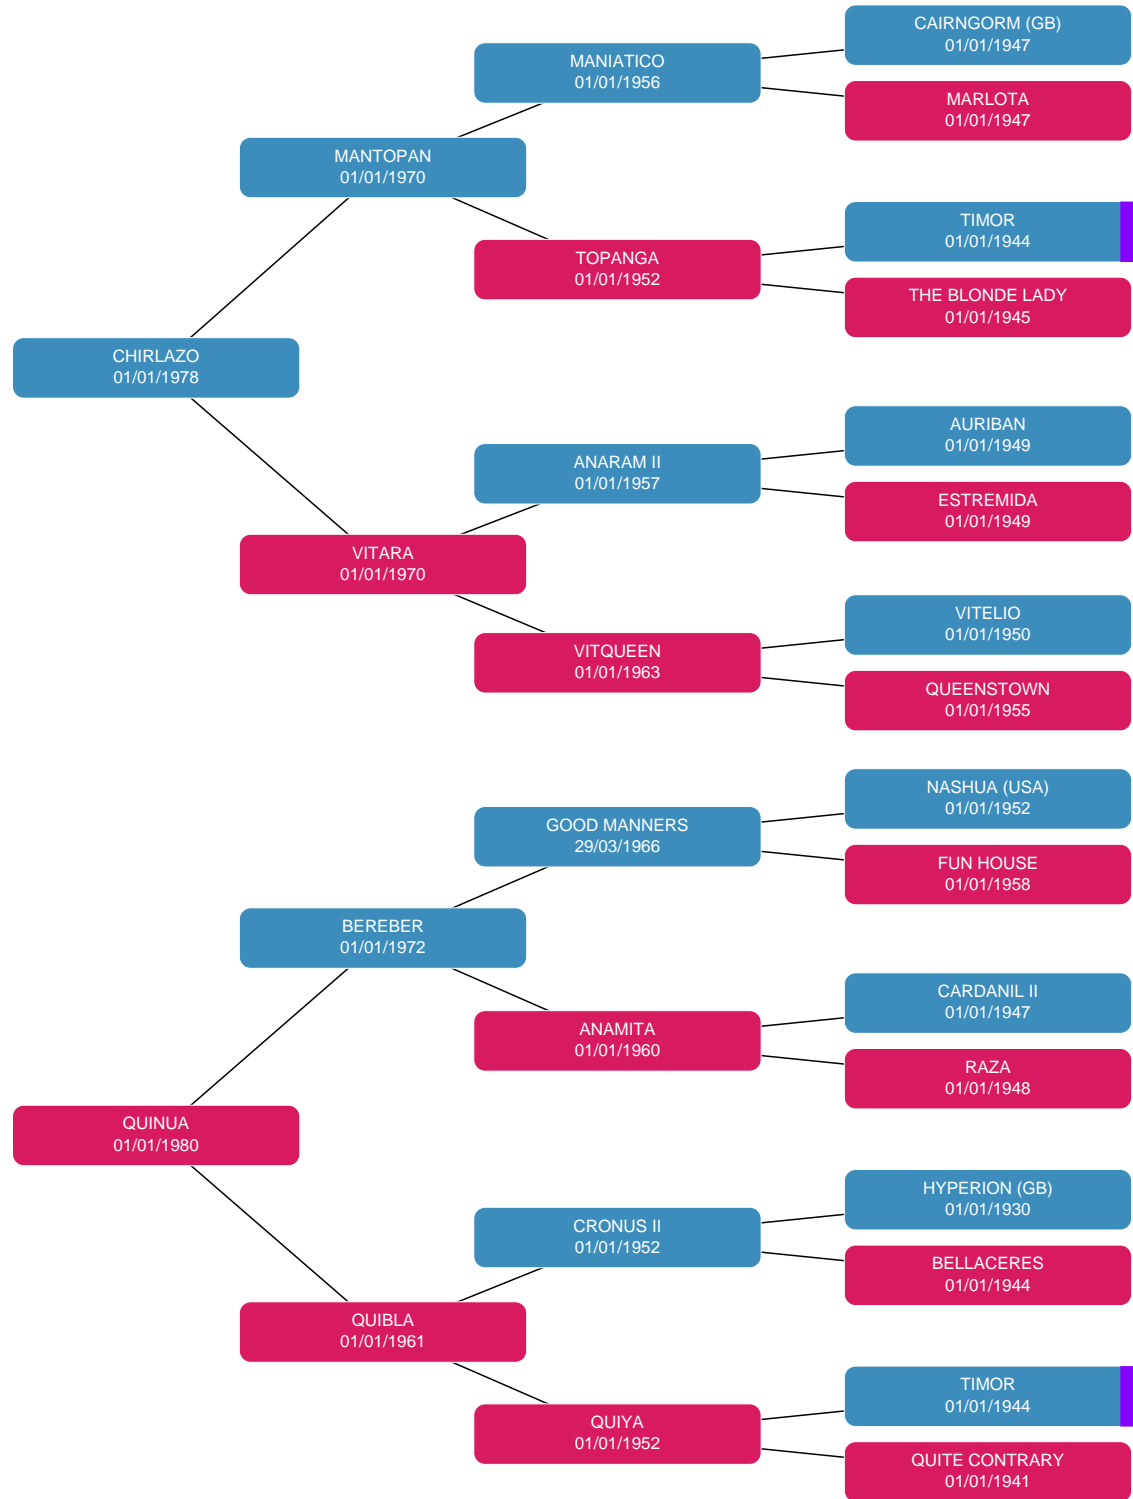 CAIRNGORM (GB)
01/01/1947
MANIATICO
01/01/1956
MARLOTA
01/01/1947
MANTOPAN
01/01/1970
TIMOR
01/01/1944
TOPANGA
01/01/1952
THE BLONDE LADY
01/01/1945
CHIRLAZO
01/01/1978
AURIBAN
01/01/1949
ANARAM II
01/01/1957
ESTREMIDA
01/01/1949
VITARA
01/01/1970
VITELIO
01/01/1950
VITQUEEN
01/01/1963
QUEENSTOWN
01/01/1955
NASHUA (USA)
01/01/1952
GOOD MANNERS
29/03/1966
FUN HOUSE
01/01/1958
BEREBER
01/01/1972
CARDANIL II
01/01/1947
ANAMITA
01/01/1960
RAZA
01/01/1948
QUINUA
01/01/1980
HYPERION (GB)
01/01/1930
CRONUS II
01/01/1952
BELLACERES
01/01/1944
QUIBLA
01/01/1961
TIMOR
01/01/1944
QUIYA
01/01/1952
QUITE CONTRARY
01/01/1941